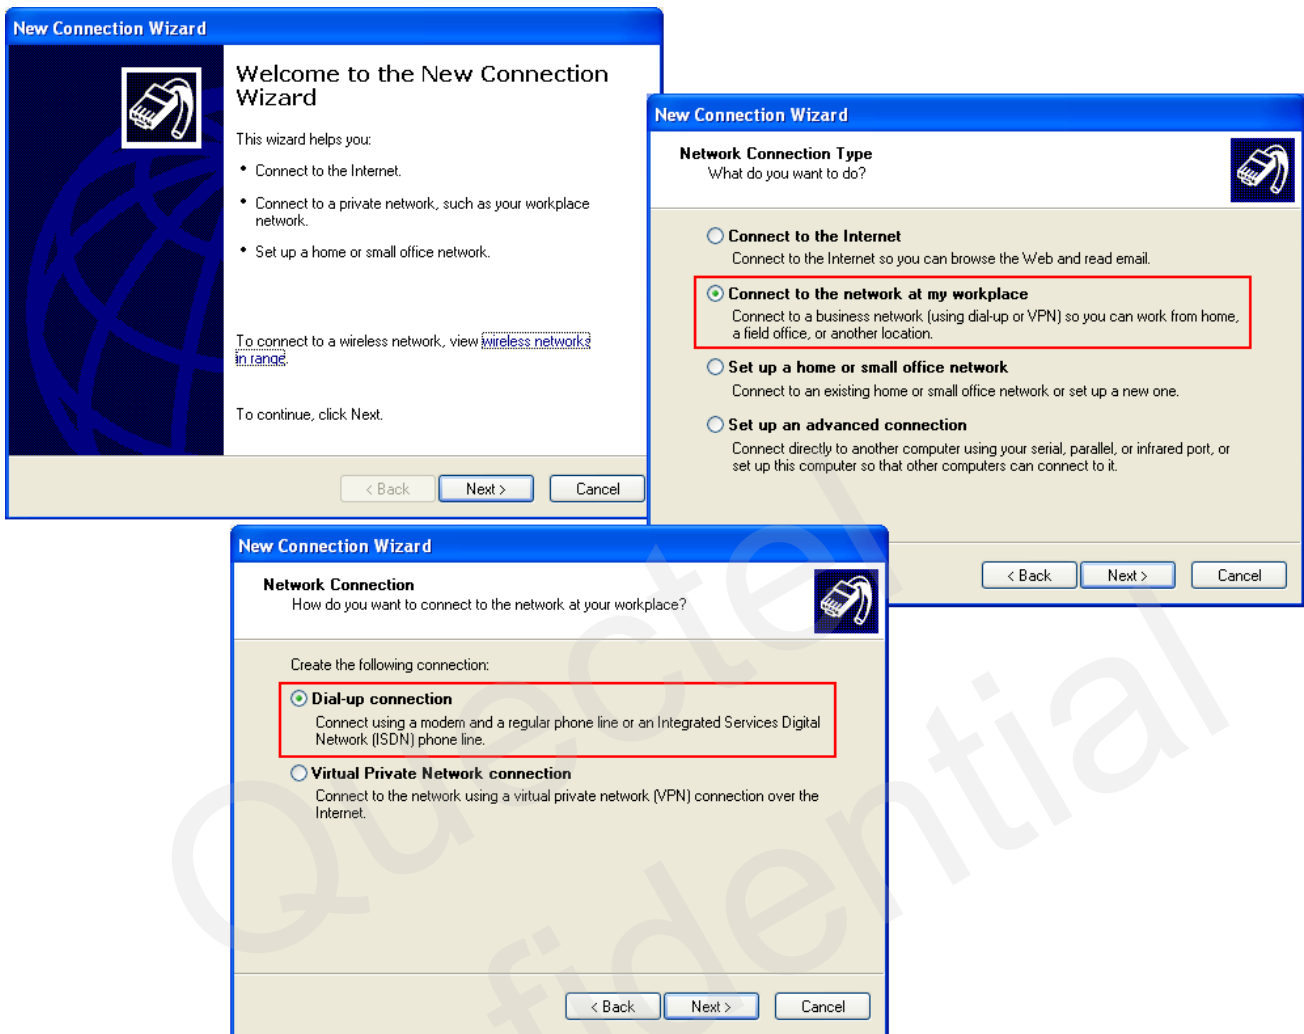 New Connection Wizard
Welcome to the New Connection
Wizard
This wizard helps you:
• Connect to the Internet.
• Connect to a private network, such as your workplace
network.
• Set up a home or small office network.
To connect to a wireless network, view wireless networks
in range.
To continue, click Next.
< Back Next > Cancel
New Connection Wizard
Network Connection Type
What do you want to do?
Connect to the Internet
Connect to the Internet so you can browse the Web and read email.
Connect to the network at my workplace
Connect to a business network (using dial-up or VPN) so you can work from home,
a field office, or another location.
Set up a home or small office network
Connect to an existing home or small office network or set up a new one.
Set up an advanced connection
Connect directly to another computer using your serial, parallel, or infrared port, or
set up this computer so that other computers can connect to it.
< Back Next > Cancel
New Connection Wizard
Network Connection
How do you want to connect to the network at your workplace?
Create the following connection:
Dial-up connection
Connect using a modem and a regular phone line or an Integrated Services Digital
Network (ISDN) phone line.
Virtual Private Network connection
Connect to the network using a virtual private network (VPN) connection over the
Internet.
< Back Next > Cancel
Quectel
fidential